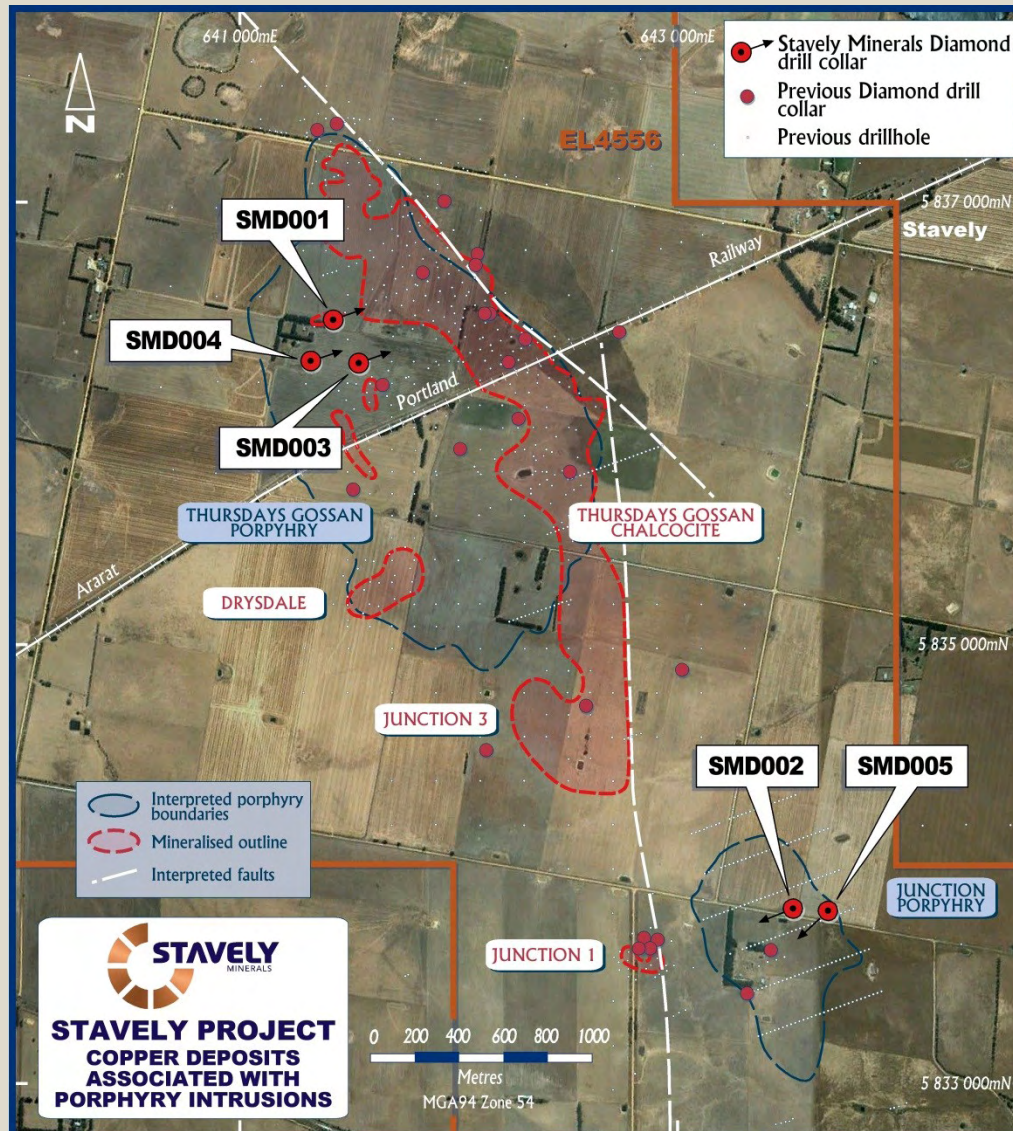 641 000mE
643 000mE
Stavely Minerals Diamond
drill collar
Previous Diamond drill
collar
Previous drillhole
N
EL4556
5 837 000mN
Stavely
SMD001
Railway
SMD004
Portland
SMD003
THURSDAYS GOSSAN
PORPYHRY
THURSDAYS GOSSAN
CHALCOCITE
Ararat
DRYSDALE
5 835 000mN
JUNCTION 3
SMD002
SMD005
Interpreted porphyry
boundaries
Mineralised outline
Interpreted faults
JUNCTION
PORPYHRY
JUNCTION 1
STAVELY
MINERALS
STAVELY PROJECT
COPPER DEPOSITS
ASSOCIATED WITH
PORPHYRY INTRUSIONS
0 200 400 600 800 1000
Metres
MGA94 Zone 54
5 833 000mN